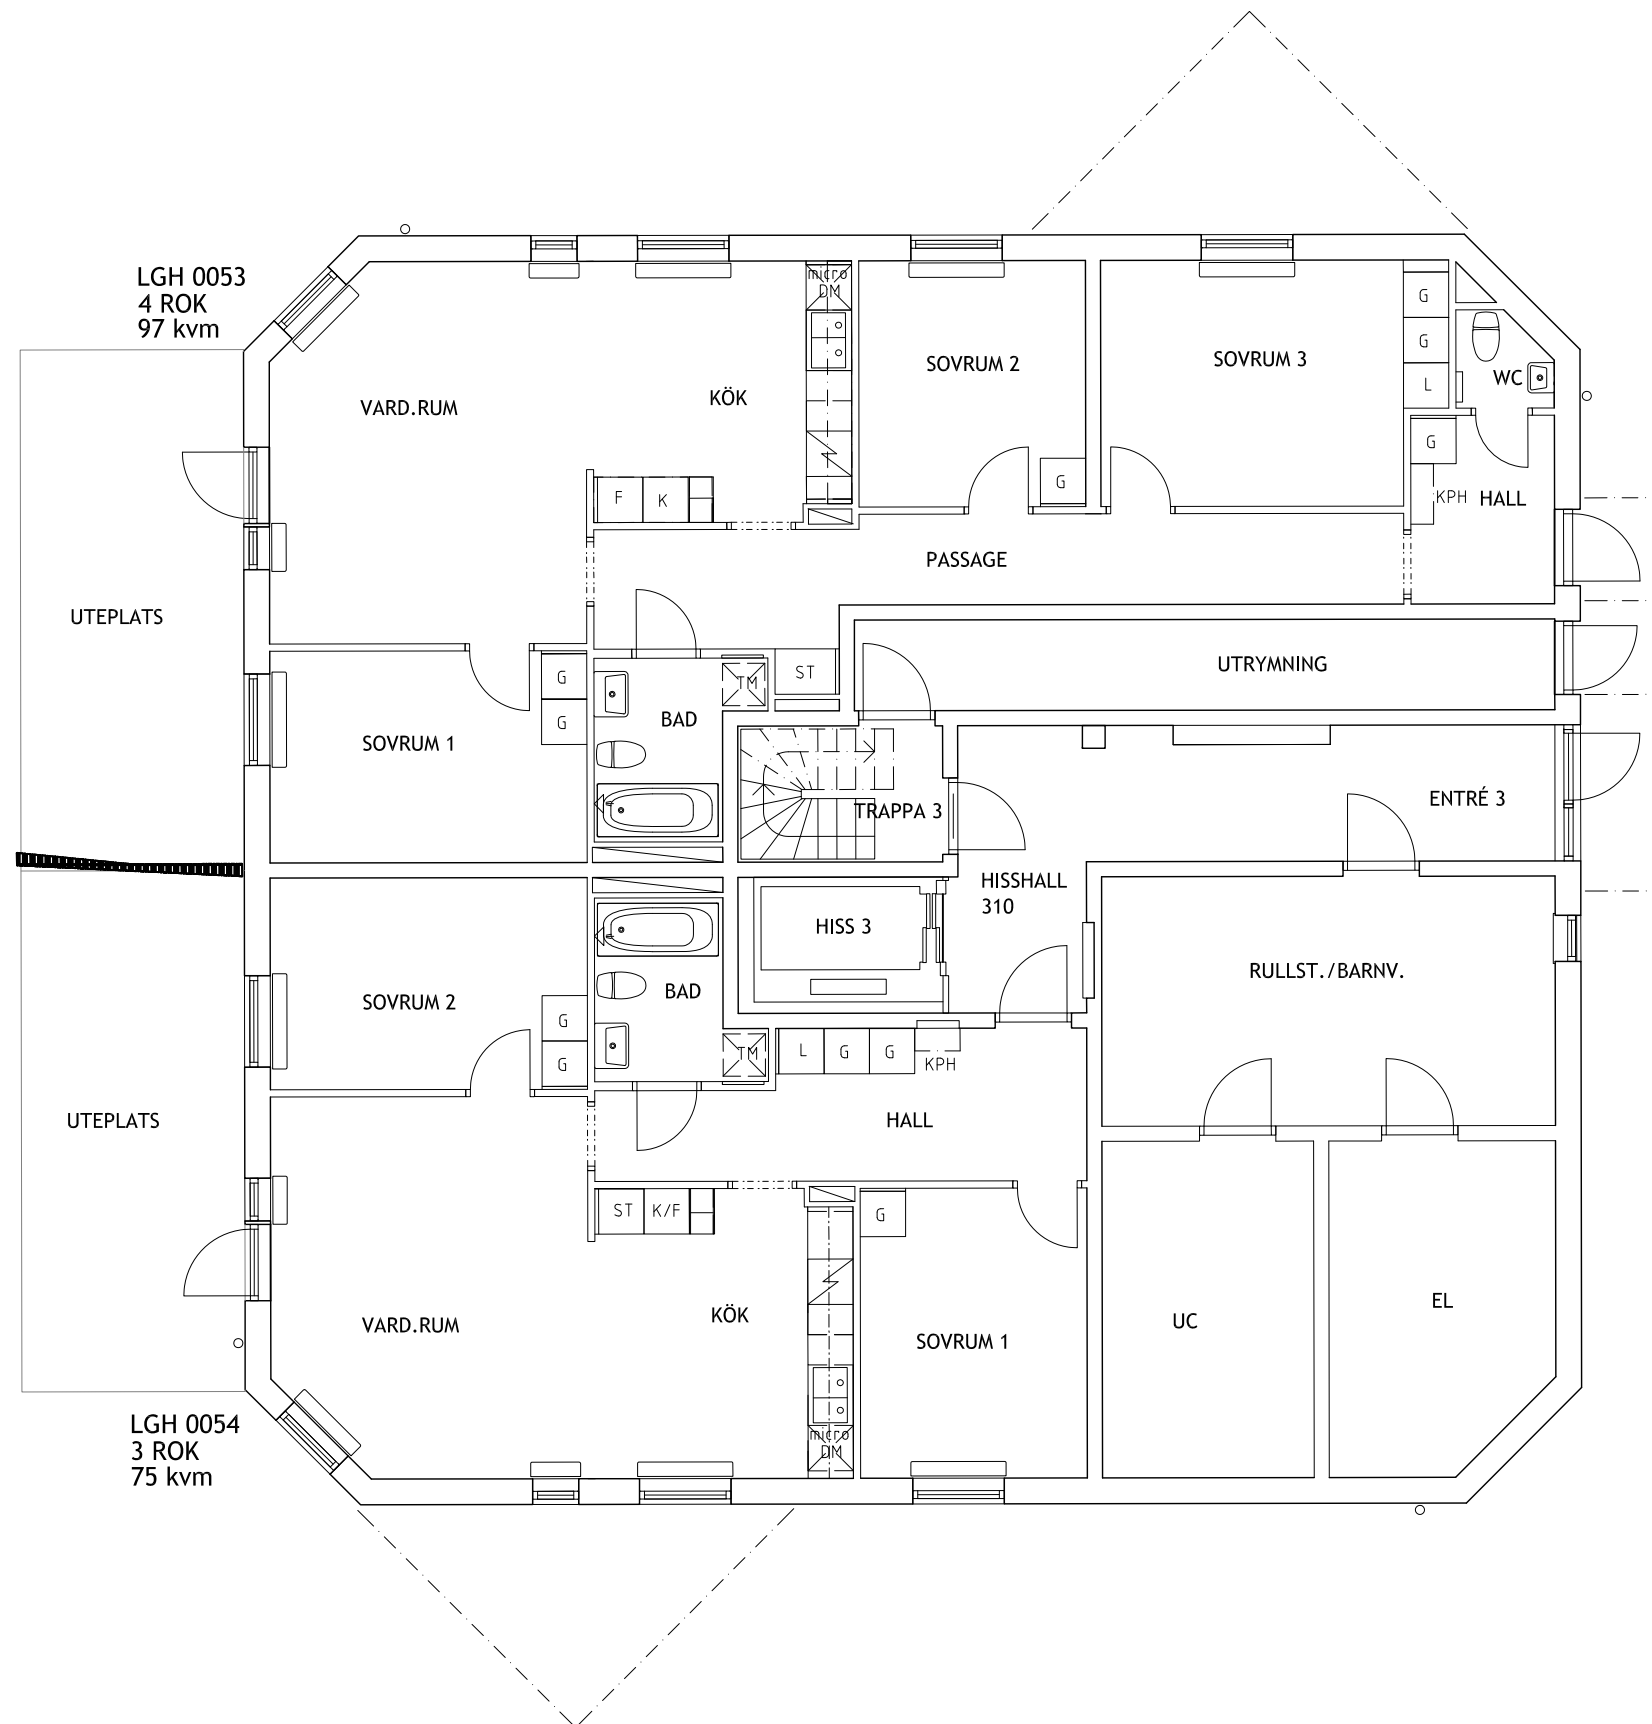 LGH 0053
4 ROK
97 kvm
micro
DM
G
SOVRUM 2
SOVRUM 3
G
WC
L
VARD.RUM
KÖK
G
G
F
K
KPH
HALL
PASSAGE
UTEPLATS
UTRYMNING
G
TM
ST
G
BAD
SOVRUM 1
TRAPPA 3
ENTRÉ 3
HISSHALL
310
HISS 3
RULLST./BARNV.
SOVRUM 2
BAD
G
G
TM
L
G
G
KPH
UTEPLATS
HALL
ST
K/F
G
VARD.RUM
KÖK
SOVRUM 1
UC
EL
LGH 0054
3 ROK
75 kvm
micro
DM